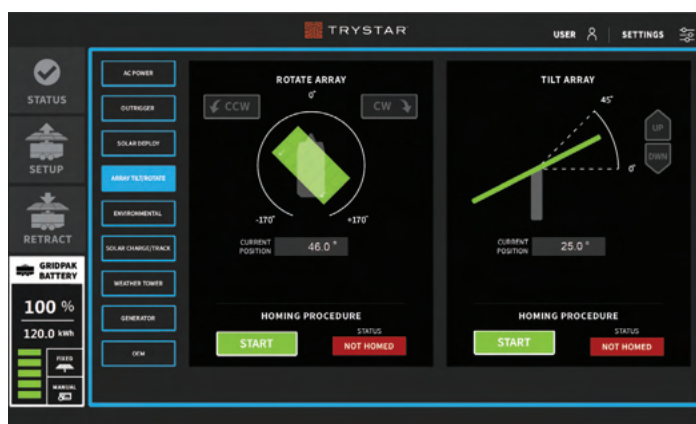 TRYSTAR
USER
SETTINGS
STATUS
SETUP
RETRACT
GRIDPAK
BATTERY
100 %
120.0 kWh
FIXED
MANUAL
AC POWER
OUTRIGGER
SOLAR DEPLOY
ARRAY TILT/ROTATE
ENVIRONMENTAL
SOLAR CHARGE/TRACK
WEATHER TOWER
GENERATOR
OEM
ROTATE ARRAY
0°
CCW
CW
-170°
+170°
CURRENT
POSITION
46.0 °
HOMING PROCEDURE
STATUS
START
NOT HOMED
TILT ARRAY
45°
UP
DWN
0°
CURRENT
POSITION
25.0 °
HOMING PROCEDURE
STATUS
START
NOT HOMED